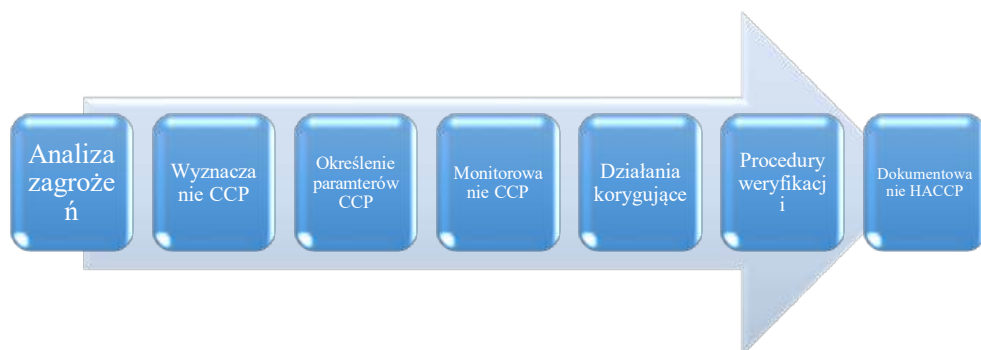 Analiza
zagroże
ń
Wyznacza
nie CCP
Określenie
paramterów
CCP
Monitorowa
nie CCP
Działania
korygujące
Procedury
weryfikacj
i
Dokumentowa
nie HACCP